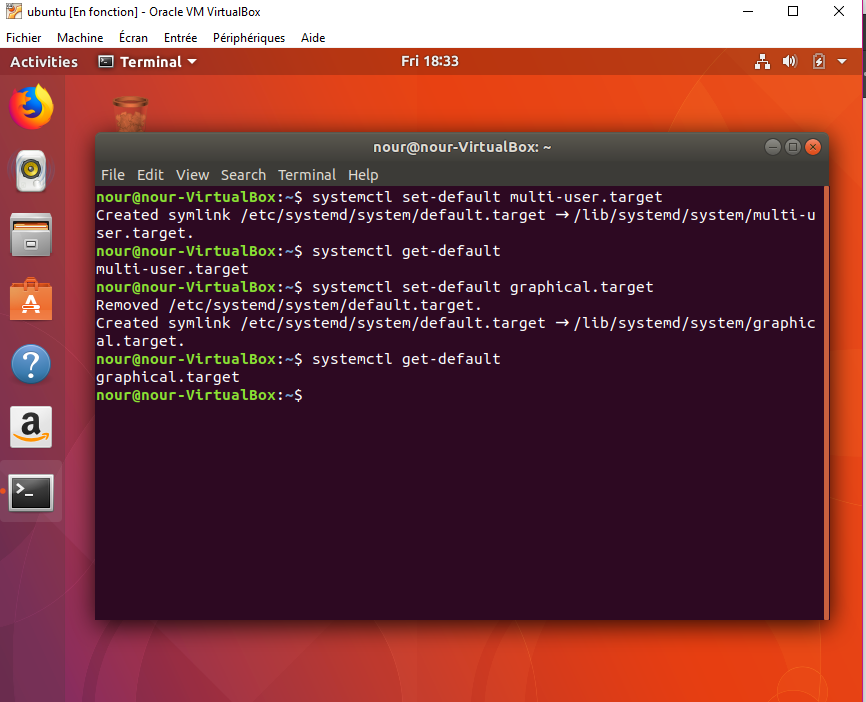 ubuntu [En fonction] - Oracle VM VirtualBox
Fichier Machine Écran Entrée Périphériques Aide
Activities Terminal Fri 18:33
nour@nour-VirtualBox: ~
File Edit View Search Terminal Help
nour@nour-VirtualBox:~$ systemctl set-default multi-user.target
Created symlink /etc/systemd/system/default.target → /lib/systemd/system/multi-u
ser.target.
nour@nour-VirtualBox:~$ systemctl get-default
multi-user.target
nour@nour-VirtualBox:~$ systemctl set-default graphical.target
Removed /etc/systemd/system/default.target.
Created symlink /etc/systemd/system/default.target → /lib/systemd/system/graphic
al.target.
nour@nour-VirtualBox:~$ systemctl get-default
graphical.target
nour@nour-VirtualBox:~$